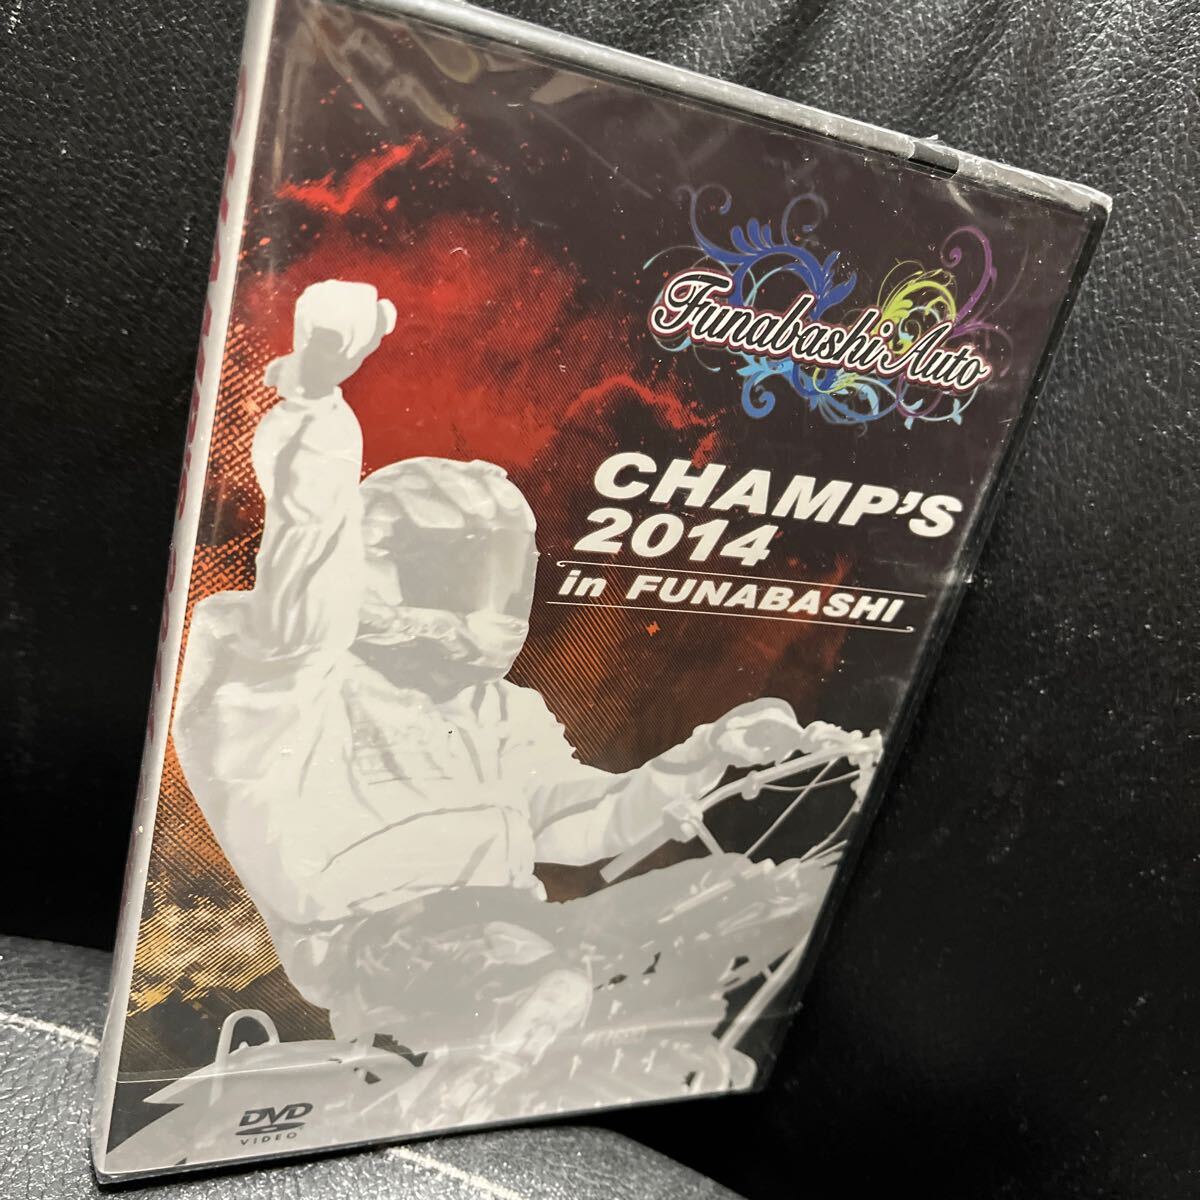 Funabashi Auto
CHAMP'S
2014
in FUNABASHI
DVD
VIDEO